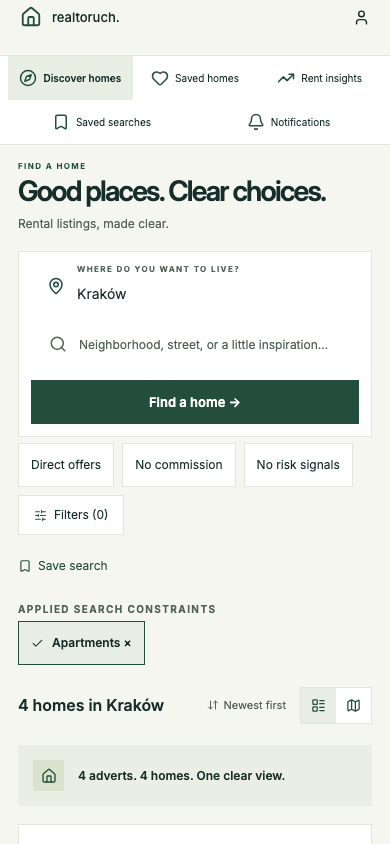 realtoruch.
Discover homes
Saved homes
Rent insights
Saved searches
Notifications
FIND A HOME
Good places. Clear choices.
Rental listings, made clear.
WHERE DO YOU WANT TO LIVE?
Kraków
Neighborhood, street, or a little inspiration...
Find a home →
Direct offers
No commission
No risk signals
Filters (0)
Save search
APPLIED SEARCH CONSTRAINTS
Apartments ×
4 homes in Kraków
Newest first
4 adverts. 4 homes. One clear view.